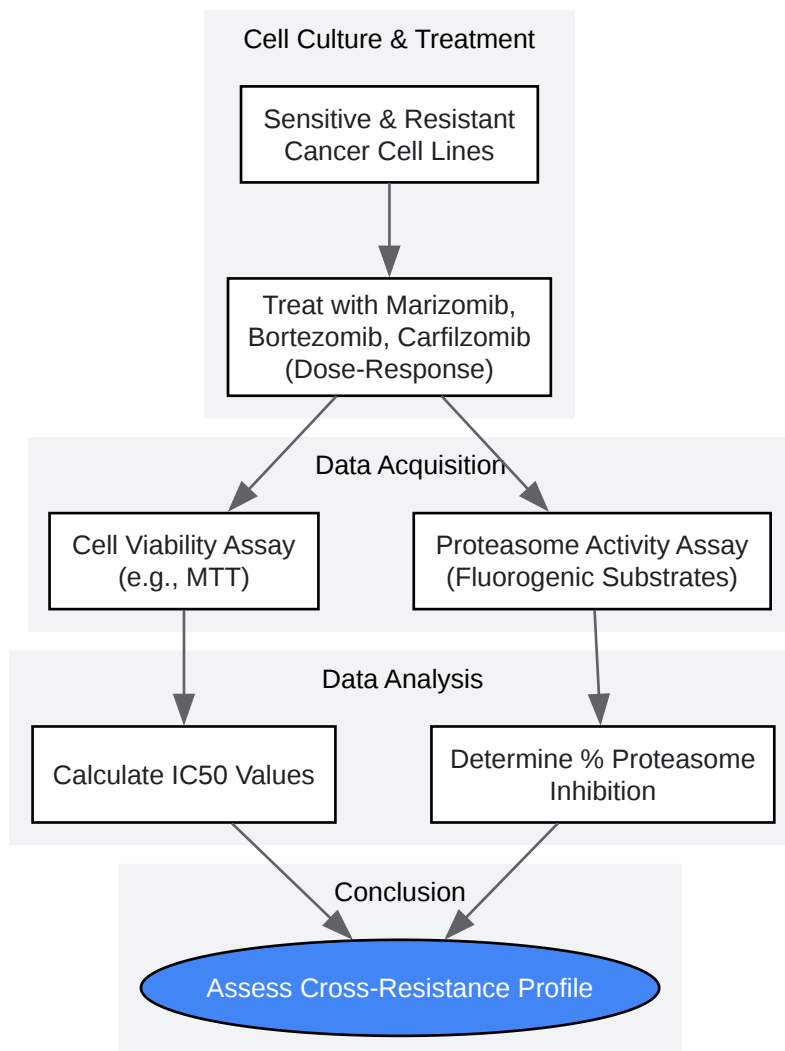 Cell Culture & Treatment
Sensitive & Resistant
Cancer Cell Lines
Treat with Marizomib,
Bortezomib, Carfilzomib
(Dose-Response)
Data Acquisition
Cell Viability Assay
(e.g., MTT)
Proteasome Activity Assay
(Fluorogenic Substrates)
Data Analysis
Calculate IC50 Values
Determine % Proteasome
Inhibition
Conclusion
Assess Cross-Resistance Profile